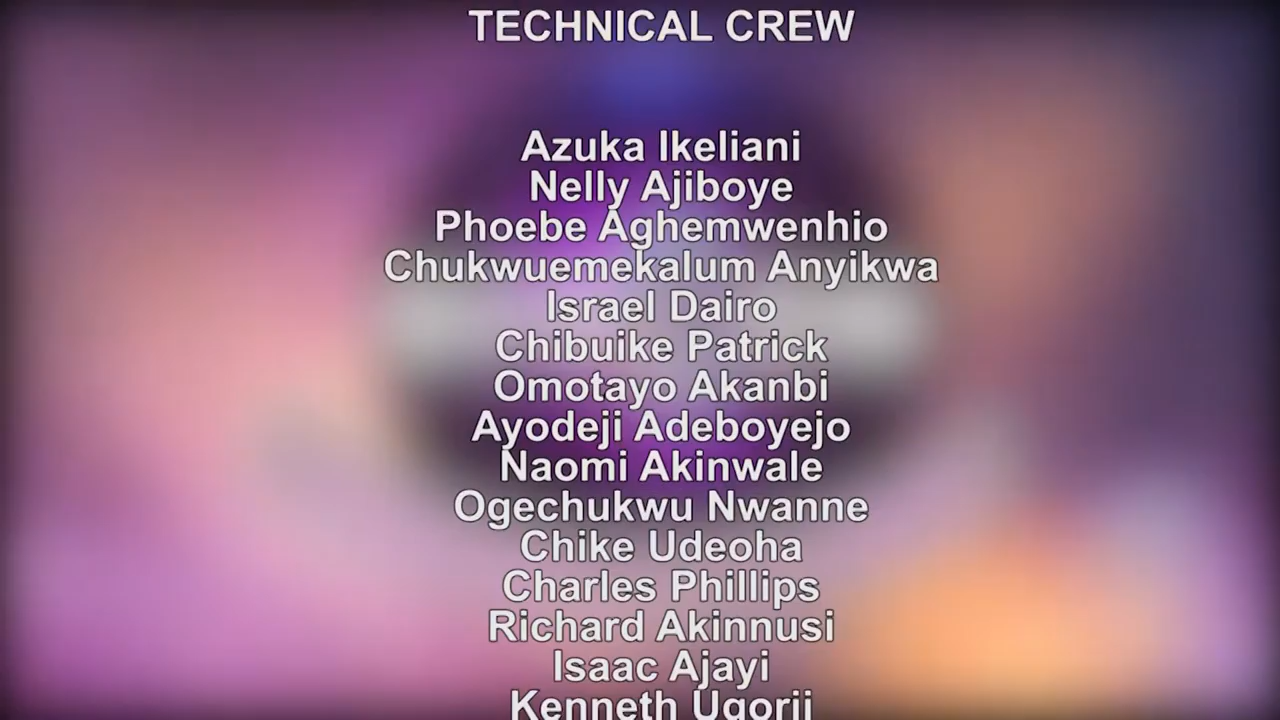 TECHNICAL CREW
Azuka Ikeliani
Nelly Ajiboye
Phoebe Aghemwenhio
Chukwuemekalum Anyikwa
Israel Dairo
Chibuike Patrick
Omotayo Akanbi
Ayodeji Adeboyejo
Naomi Akinwale
Ogechukwu Nwanne
Chike Udeoha
Charles Phillips
Richard Akinnusi
Isaac Ajayi
Kenneth Ugorji